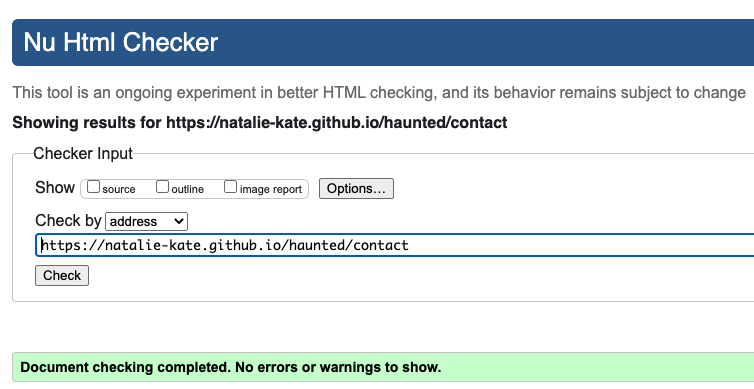 Nu Html Checker
This tool is an ongoing experiment in better HTML checking, and its behavior remains subject to change
Showing results for https://natalie-kate.github.io/haunted/contact
Checker Input
Show source outline image report Options...
Check by address
https://natalie-kate.github.io/haunted/contact
Check
Document checking completed. No errors or warnings to show.